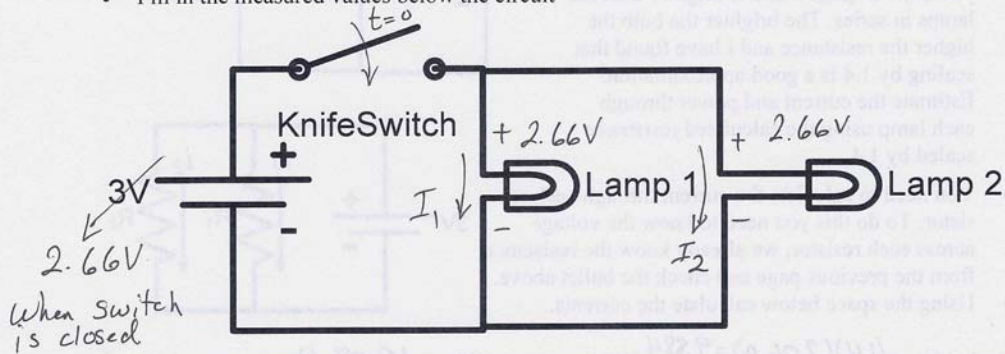 • Fill in the measured values below the circuit
t=0
KnifeSwitch
+
-
3V
2.66V
When switch
is closed
I1
+ 2.66V
-
Lamp 1
I2
+ 2.66V
-
Lamp 2